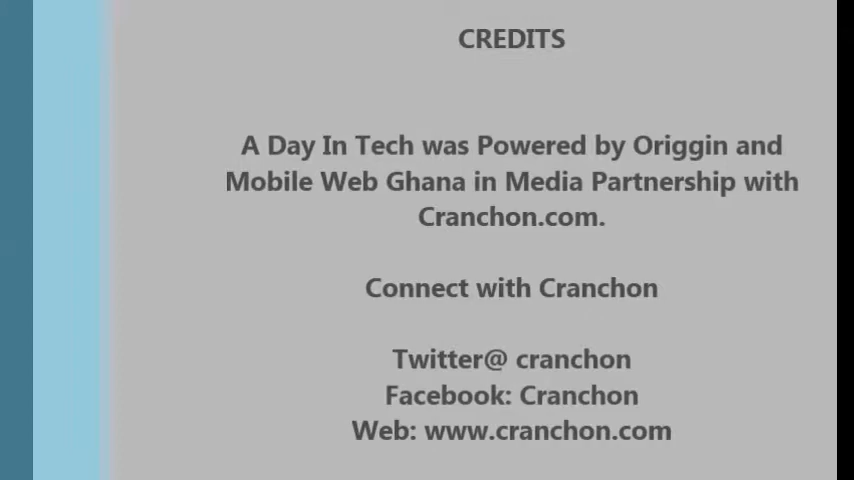 CREDITS
A Day In Tech was Powered by Origgin and
Mobile Web Ghana in Media Partnership with
Cranchon.com.
Connect with Cranchon
Twitter@ cranchon
Facebook: Cranchon
Web: www.cranchon.com